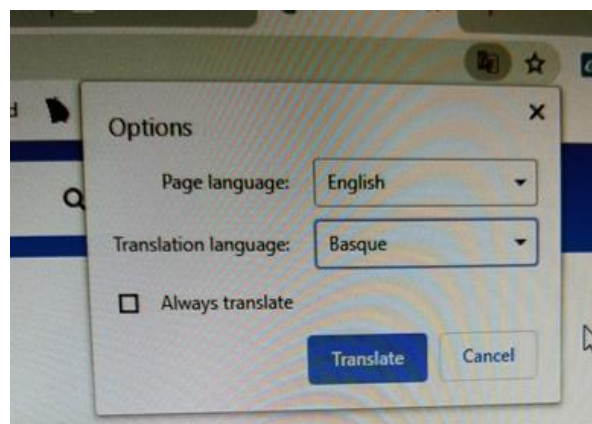 Options
Page language: English
Translation language: Basque
Always translate
Translate Cancel